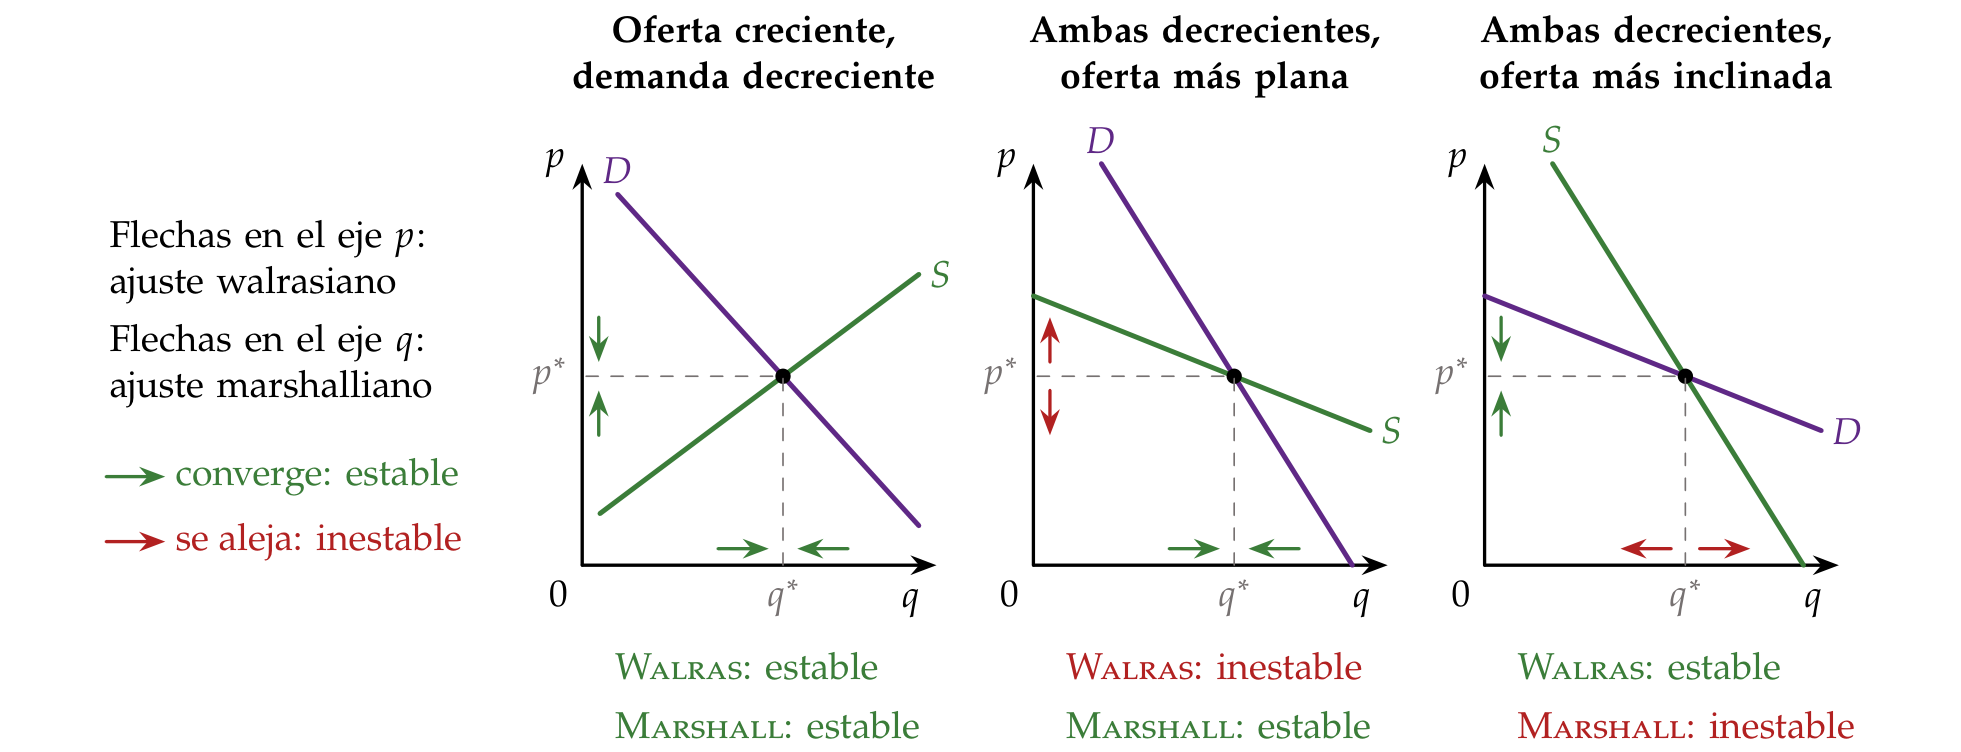 Oferta creciente,
demanda decreciente
Ambas decrecientes,
oferta más plana
Ambas decrecientes,
oferta más inclinada
Flechas en el eje p:
ajuste walrasiano
Flechas en el eje q:
ajuste marshalliano
converge: estable
se aleja: inestable
p
D
S
p*
0
q*
q
p
D
S
p*
0
q*
q
p
S
D
p*
0
q*
q
WALRAS: estable
MARSHALL: estable
WALRAS: inestable
MARSHALL: estable
WALRAS: estable
MARSHALL: inestable